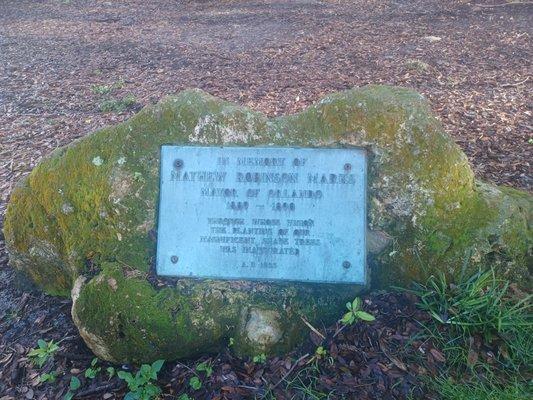 IN MEMORY OF
MATHEW ROBINSON MARKS
MAYOR OF ORLANDO
THROUGH WHOSE VISION
THE PLANTING OF OUR
MAGNIFICENT SHADE TREES
WAS INAUGURATED
A. D.